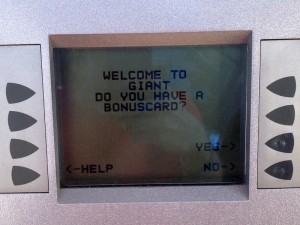 WELCOME TO
GIANT
DO YOU HAVE A
BONUSCARD?
YES->
<-HELP NO->